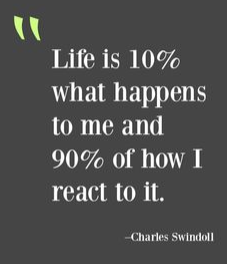 "
Life is 10%
what happens
to me and
90% of how I
react to it.
–Charles Swindoll